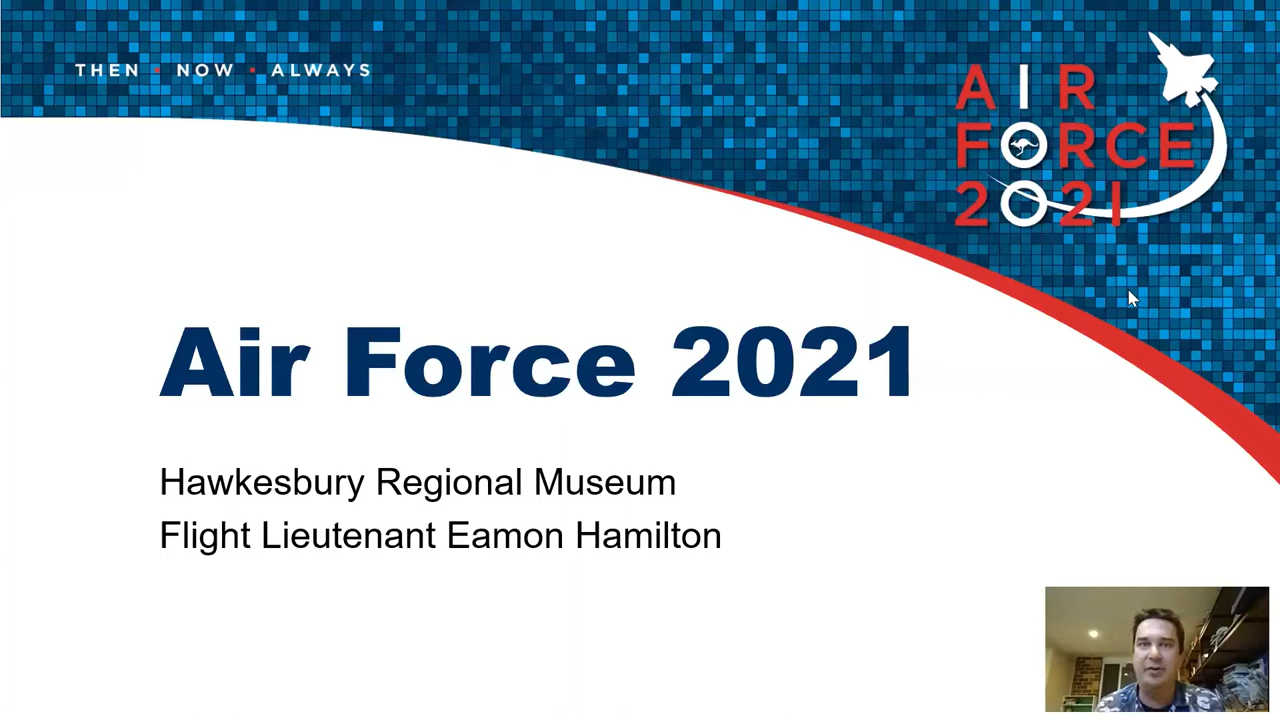 THEN • NOW • ALWAYS
AIR
FORCE
2021
Air Force 2021
Hawkesbury Regional Museum
Flight Lieutenant Eamon Hamilton